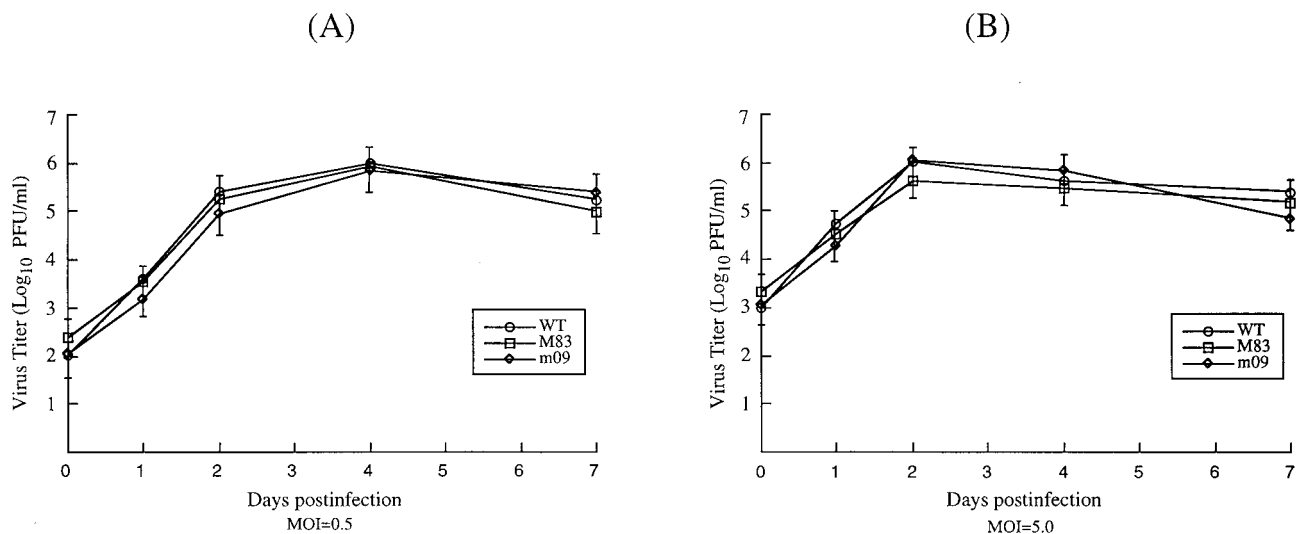 (A)
Virus Titer (Log10 PFU/ml)
7
6
5
4
3
2
1
0 1 2 3 4 5 6 7
Days postinfection
MOI=0.5
WT
M83
m09
(B)
Virus Titer (Log10 PFU/ml)
7
6
5
4
3
2
1
0 1 2 3 4 5 6 7
Days postinfection
MOI=5.0
WT
M83
m09